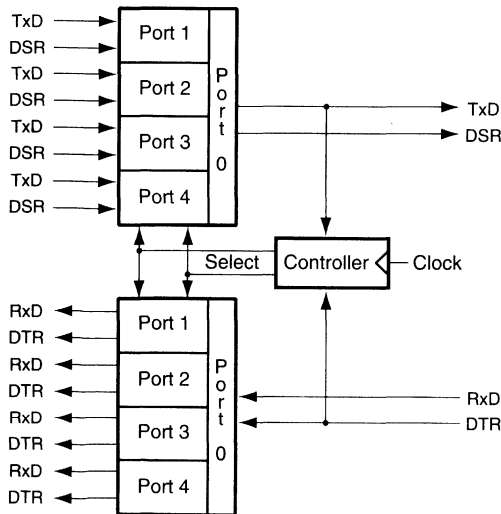 TxD
DSR
TxD
DSR
TxD
DSR
TxD
DSR
Port 1
Port 2
Port 3
Port 4
Port 0
TxD
DSR
Select
Controller
Clock
RxD
DTR
RxD
DTR
RxD
DTR
RxD
DTR
Port 1
Port 2
Port 3
Port 4
Port 0
RxD
DTR